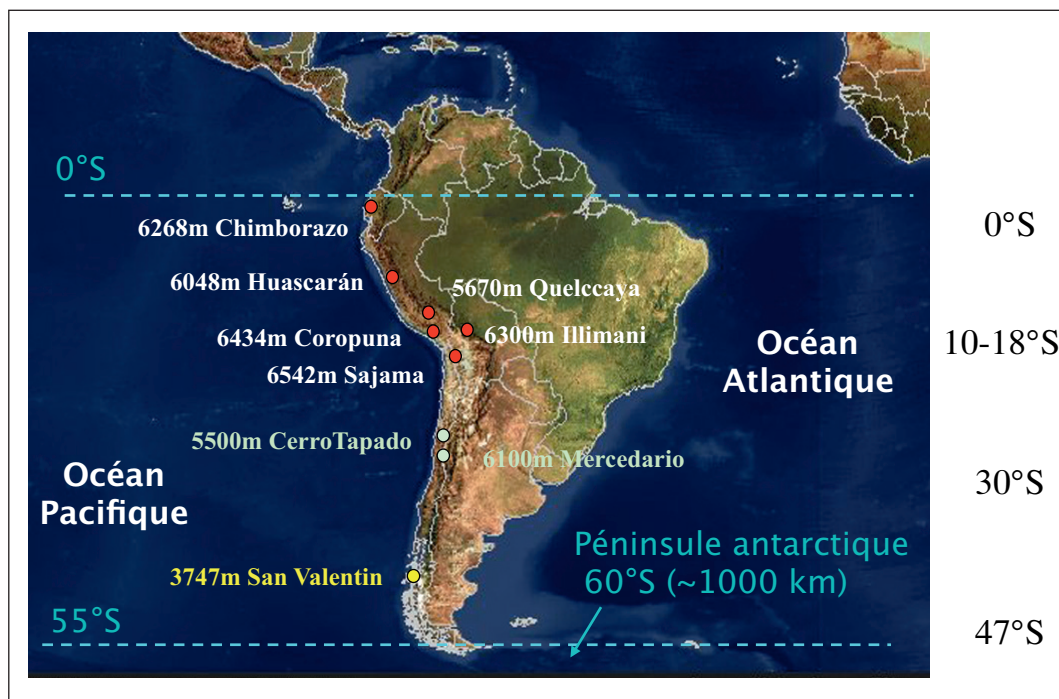 0°S
6268m Chimborazo
0°S
6048m Huascarán
5670m Quelccaya
6434m Coropuna
6300m Illimani
10-18°S
6542m Sajama
Océan
Atlantique
5500m CerroTapado
6100m Mercedario
Océan
Pacifique
30°S
Péninsule antarctique
60°S (~1000 km)
3747m San Valentin
55°S
47°S